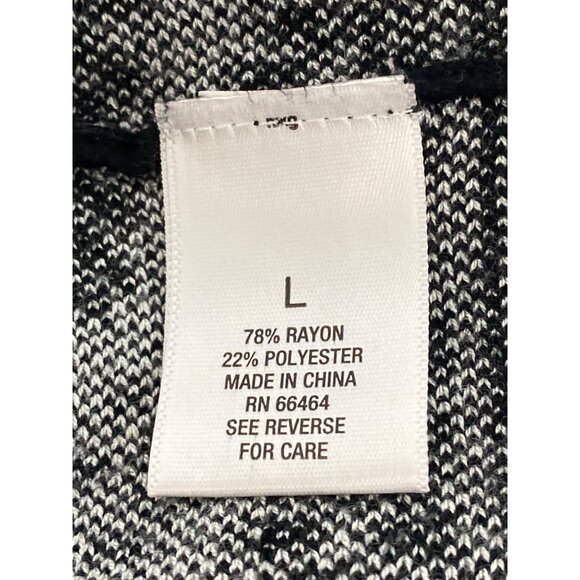 L
78% RAYON
22% POLYESTER
MADE IN CHINA
RN 66464
SEE REVERSE
FOR CARE